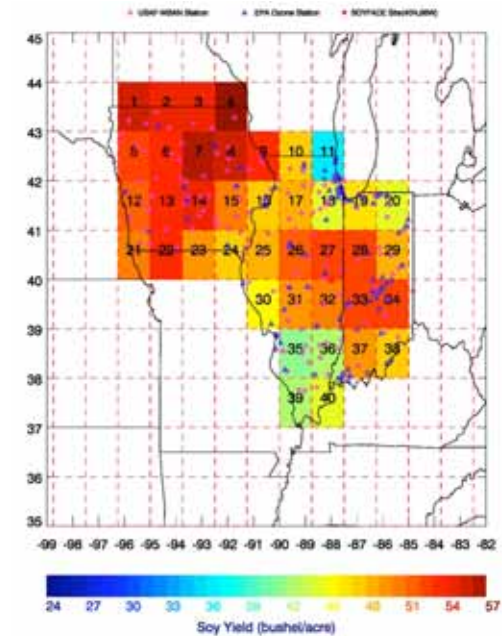 USAF-WBAN Station EPA Ozone Station SOYFACE Site(40N,88W)
45
44
1 2 3 4
43
5 6 7 8 9 10 11
42
12 13 14 15 16 17 18 19 20
41
21 22 23 24 25 26 27 28 29
40
30 31 32 33 34
39
35 36 37 38
38
39 40
37
36
35
-99 -98 -97 -96 -95 -94 -93 -92 -91 -90 -89 -88 -87 -86 -85 -84 -83 -82
24 27 30 33 36 40 43 46 40 51 54 57
Soy Yield (bushel/acre)